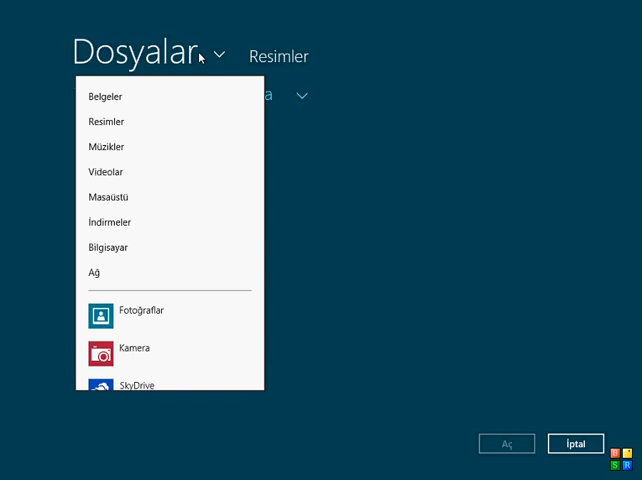 Dosyalar Resimler
a
Belgeler
Resimler
Müzikler
Videolar
Masaüstü
İndirmeler
Bilgisayar
Ağ
Fotoğraflar
Kamera
SkyDrive
Aç İptal
B
S R